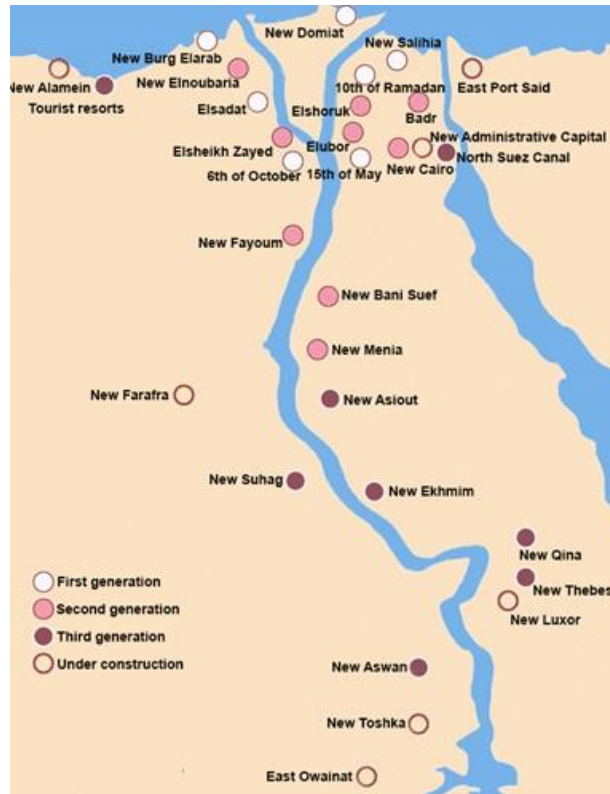 New Domiat
New Burg Elarab
New Salihia
New Alamein
New Elnoubaria
10th of Ramadan
East Port Said
Tourist resorts
Elsadat
Elshoruk
Badr
New Administrative Capital
Elsheikh Zayed
Elubor
North Suez Canal
6th of October
15th of May
New Cairo
New Fayoum
New Bani Suef
New Menia
New Farafra
New Asiout
New Suhag
New Ekhmim
New Qina
First generation
New Thebes
Second generation
New Luxor
Third generation
Under construction
New Aswan
New Toshka
East Owainat